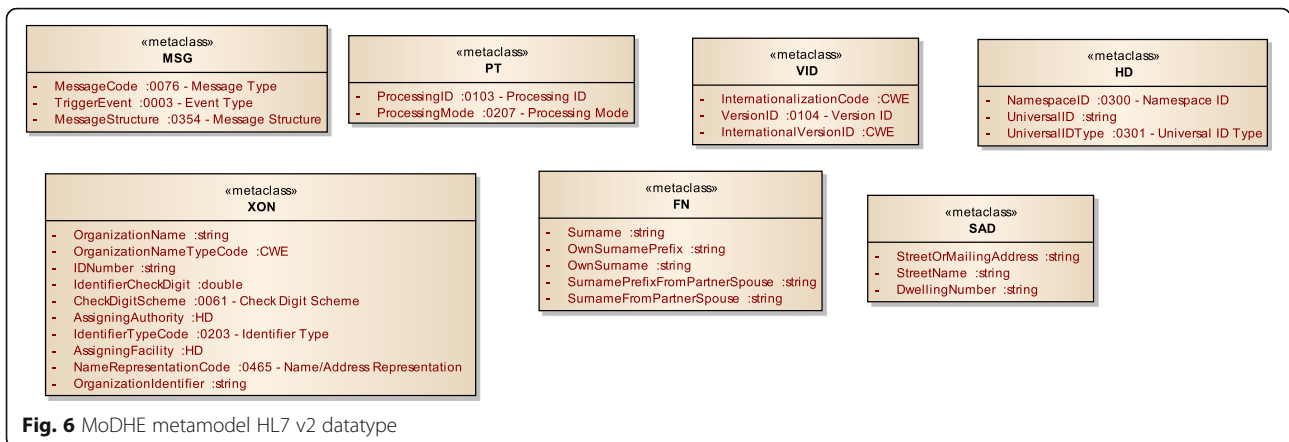 «metaclass»
MSG
- MessageCode :0076 - Message Type
- TriggerEvent :0003 - Event Type
- MessageStructure :0354 - Message Structure
«metaclass»
PT
- ProcessingID :0103 - Processing ID
- ProcessingMode :0207 - Processing Mode
«metaclass»
VID
- InternationalizationCode :CWE
- VersionID :0104 - Version ID
- InternationalVersionID :CWE
«metaclass»
HD
- NamespaceID :0300 - Namespace ID
- UniversalID :string
- UniversalIDType :0301 - Universal ID Type
«metaclass»
XON
- OrganizationName :string
- OrganizationNameTypeCode :CWE
- IDNumber :string
- IdentifierCheckDigit :double
- CheckDigitScheme :0061 - Check Digit Scheme
- AssigningAuthority :HD
- IdentifierTypeCode :0203 - Identifier Type
- AssigningFacility :HD
- NameRepresentationCode :0465 - Name/Address Representation
- OrganizationIdentifier :string
«metaclass»
FN
- Surname :string
- OwnSurnamePrefix :string
- OwnSurname :string
- SurnamePrefixFromPartnerSpouse :string
- SurnameFromPartnerSpouse :string
«metaclass»
SAD
- StreetOrMailingAddress :string
- StreetName :string
- DwellingNumber :string
Fig. 6 MoDHE metamodel HL7 v2 datatype